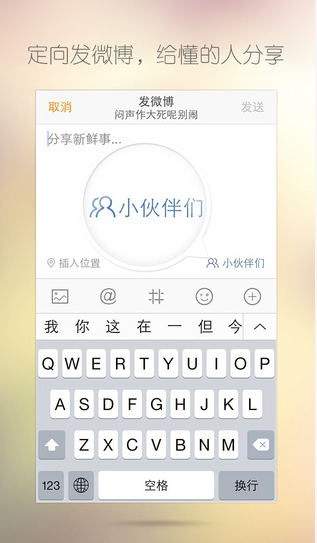 定向发微博，给懂的人分享
取消 发微博 发送
闷声作大死呢别闹
分享新鲜事...
小伙伴们
插入位置 小伙伴们
@
我 你 这 在 一 但 今
Q W E R T Y U I O P
A S D F G H J K L
Z X C V B N M
123 空格 换行